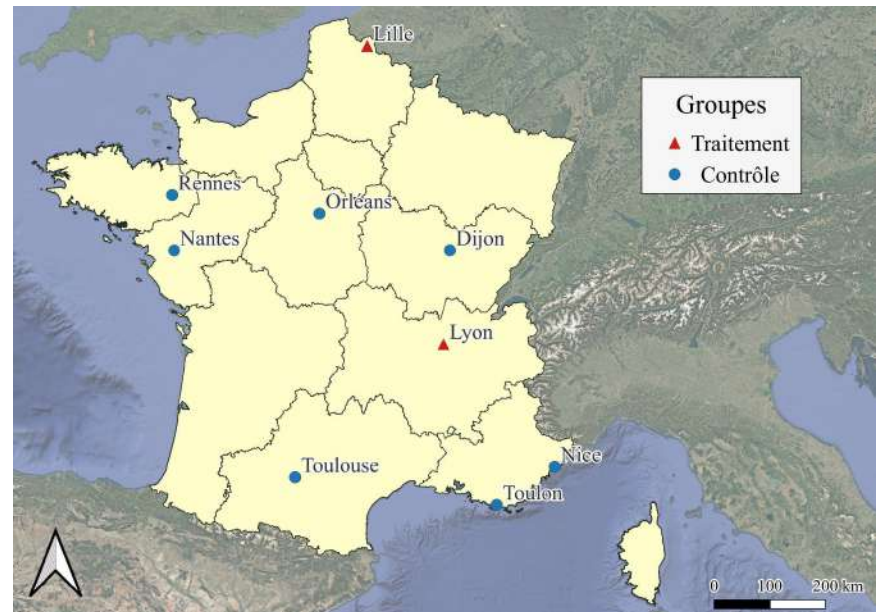 Lille
Groupes
Traitement
Contrôle
Rennes
Orléans
Nantes
Dijon
Lyon
Nice
Toulouse
Toulon
0 100 200 km